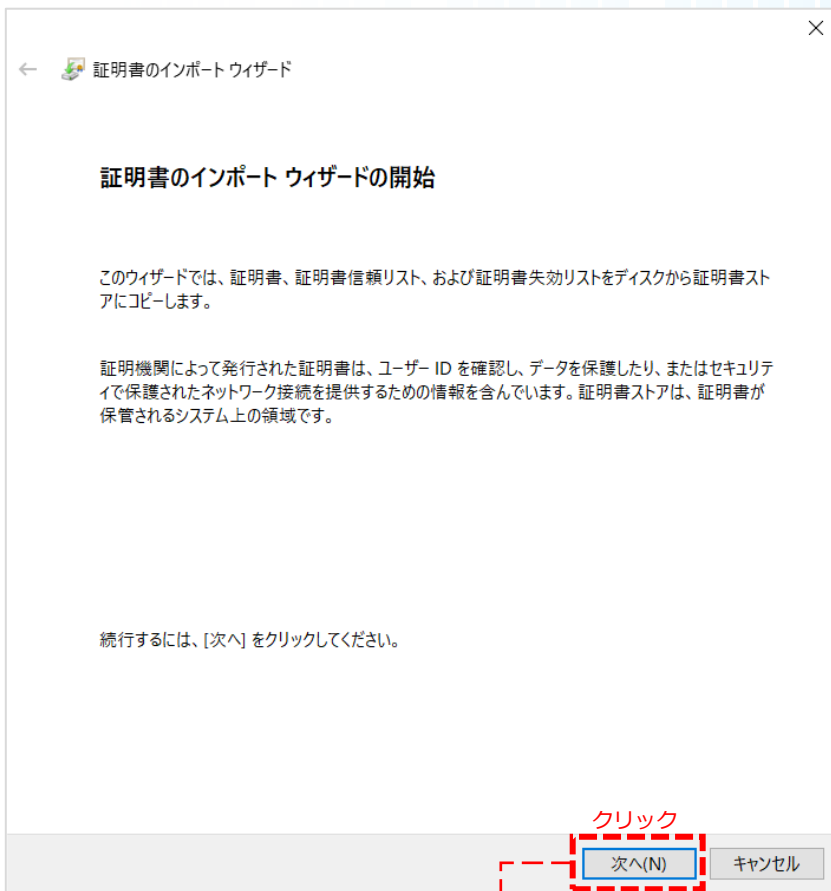 証明書のインポート ウィザード
証明書のインポート ウィザードの開始
このウィザードでは、証明書、証明書信頼リスト、および証明書失効リストをディスクから証明書スト
アにコピーします。
証明機関によって発行された証明書は、ユーザー ID を確認し、データを保護したり、またはセキュリテ
ィで保護されたネットワーク接続を提供するための情報を含んでいます。証明書ストアは、証明書が
保管されるシステム上の領域です。
続行するには、[次へ] をクリックしてください。
クリック
次へ(N)
キャンセル